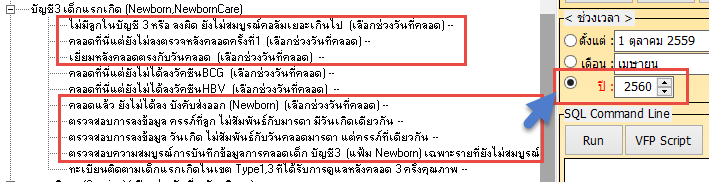 บัญชี3 เด็กแรกเกิด (Newborn,NewbornCare)
ไม่มีลูกในบัญชี 3 หรือ ลงผิด ยังไม่สมบูรณ์คอลัมเยอะเกินไป (เลือกช่วงวันที่คลอด) --
คลอดที่นี่แต่ยังไม่ลงตรวจหลังคลอดครั้งที่1 (เลือกช่วงวันที่คลอด) --
เยี่ยมหลังคลอดตรงกับวันคลอด (เลือกช่วงวันที่คลอด) --
คลอดที่นี่แต่ยังไม่ได้ลงวัคซีนBCG (เลือกช่วงวันที่คลอด) --
คลอดที่นี่แต่ยังไม่ได้ลงวัคซีนHBV (เลือกช่วงวันที่คลอด) --
คลอดแล้ว ยังไม่ได้ลง บังคับส่งออก (Newborn) (เลือกช่วงวันที่คลอด) --
ตรวจสอบการลงข้อมูล ครรภ์ที่ลูก ไม่สัมพันธ์กับมารดา มีวันเกิดเดียวกัน --
ตรวจสอบการลงข้อมูล วันเกิด ไม่สัมพันธ์กับวันคลอดมารดา แต่ครรภ์ที่เดียวกัน --
ตรวจสอบความสมบูรณ์การบันทึกข้อมูลการคลอดเด็ก บัญชี3 (แฟ้ม Newborn) เฉพาะรายที่ยังไม่สมบูรณ์
ทะเบียนติดตามเด็กแรกเกิดในเขต Type1,3 ที่ได้รับการดูแลหลังคลอด 3 ครั้งคุณภาพ --
< ช่วงเวลา >
ตั้งแต่ : 1 ตุลาคม 2559
เดือน : เมษายน
ปี : 2560
SQL Command Line
Run VFP Script